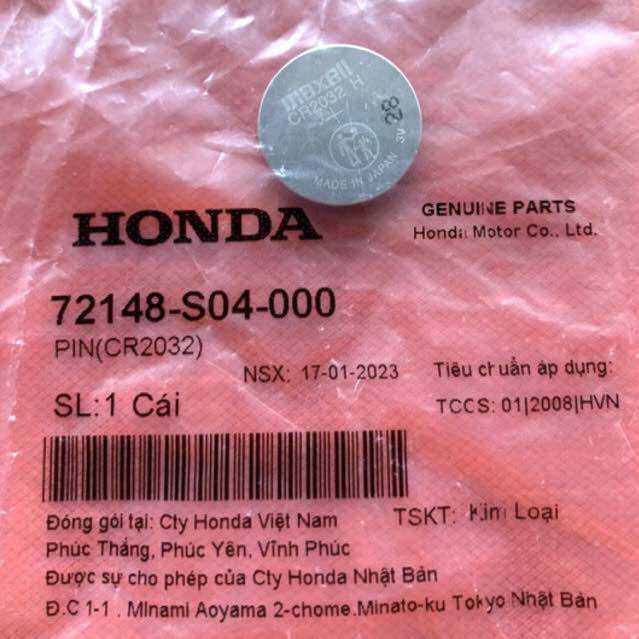 maxell
CR2032 H
3V
28
MADE IN JAPAN
HONDA
GENUINE PARTS
Honda Motor Co., Ltd.
72148-S04-000
PIN(CR2032)
NSX: 17-01-2023
Tiêu chuẩn áp dụng:
SL:1 Cái
TCCS: 01|2008|HVN
Đóng gói tại: Cty Honda Việt Nam
TSKT: Kim Loại
Phúc Thắng, Phúc Yên, Vĩnh Phúc
Được sự cho phép của Cty Honda Nhật Bản
Đ.C 1-1 . Minami Aoyama 2-chome.Minato-ku Tokyo Nhật Bản